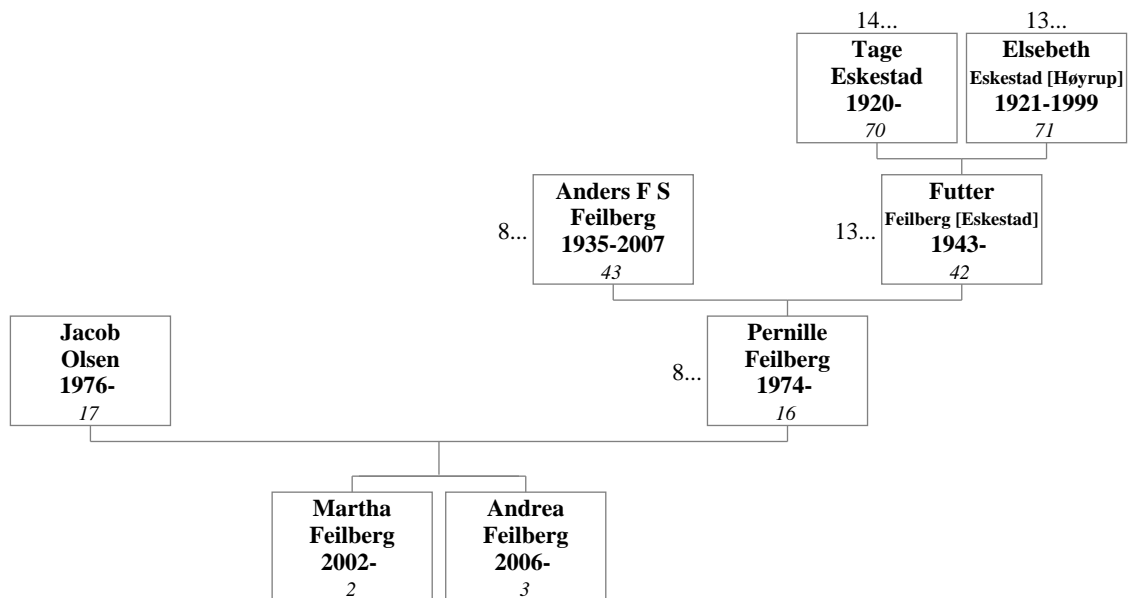 14...
13...
Tage
Eskestad
1920-
70
Elsebeth
Eskestad [Høyrup]
1921-1999
71
8...
Anders F S
Feilberg
1935-2007
43
13...
Futter
Feilberg [Eskestad]
1943-
42
Jacob
Olsen
1976-
17
8...
Pernille
Feilberg
1974-
16
Martha
Feilberg
2002-
2
Andrea
Feilberg
2006-
3